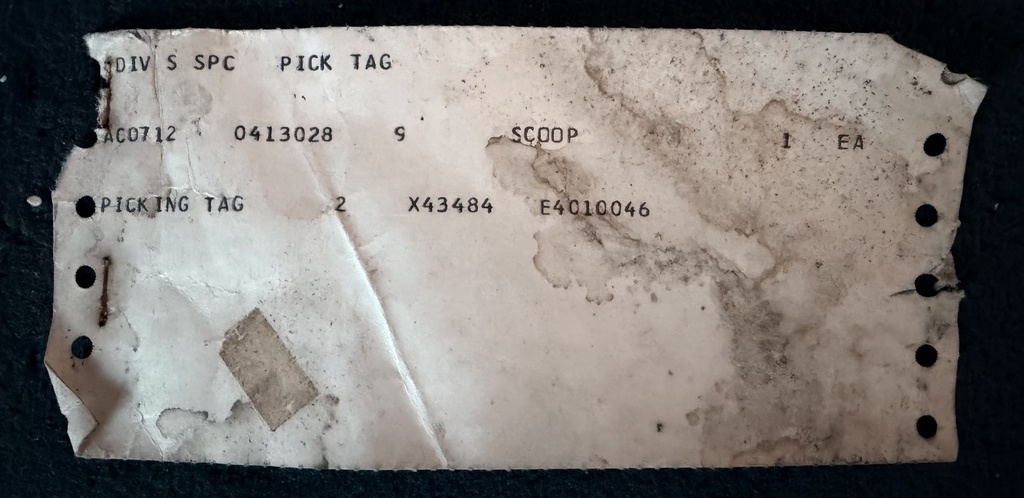 DIV S SPC PICK TAG
AC0712 0413028 9 SCOOP 1 EA
PICKING TAG 2 X43484 E4010046